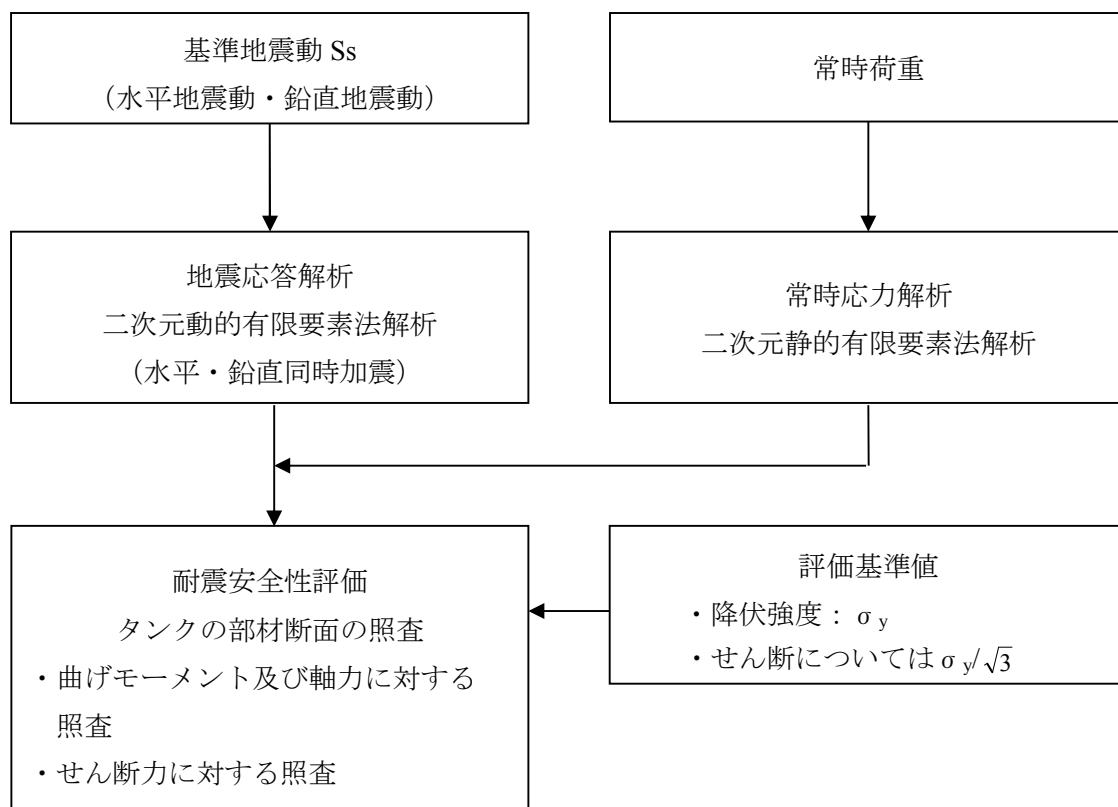 基準地震動 Ss
（水平地震動・鉛直地震動）
常時荷重
地震応答解析
二次元動的有限要素法解析
（水平・鉛直同時加震）
常時応力解析
二次元静的有限要素法解析
耐震安全性評価
タンクの部材断面の照査
・曲げモーメント及び軸力に対する
照査
・せん断力に対する照査
評価基準値
・降伏強度：σy
・せん断についてはσy/√3